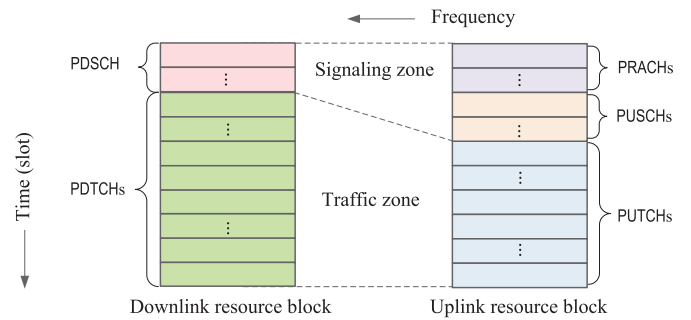 Frequency
PDSCH
Signaling zone
PRACHs
PUSCHs
Time (slot)
PDTCHs
Traffic zone
PUTCHs
Downlink resource block
Uplink resource block